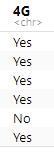 4G
<chr>
Yes
Yes
Yes
Yes
No
Yes